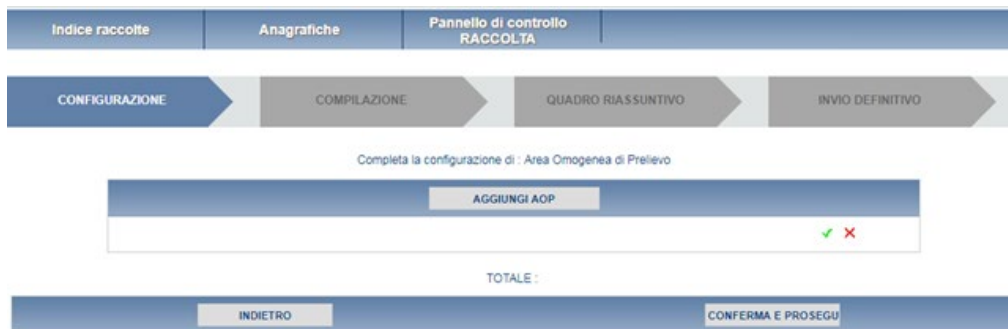 Indice raccolte
Anagrafiche
Pannello di controllo
RACCOLTA
CONFIGURAZIONE
COMPILAZIONE
QUADRO RIASSUNTIVO
INVIO DEFINITIVO
Completa la configurazione di : Area Omogenea di Prelievo
AGGIUNGI AOP
TOTALE :
INDIETRO
CONFERMA E PROSEGU